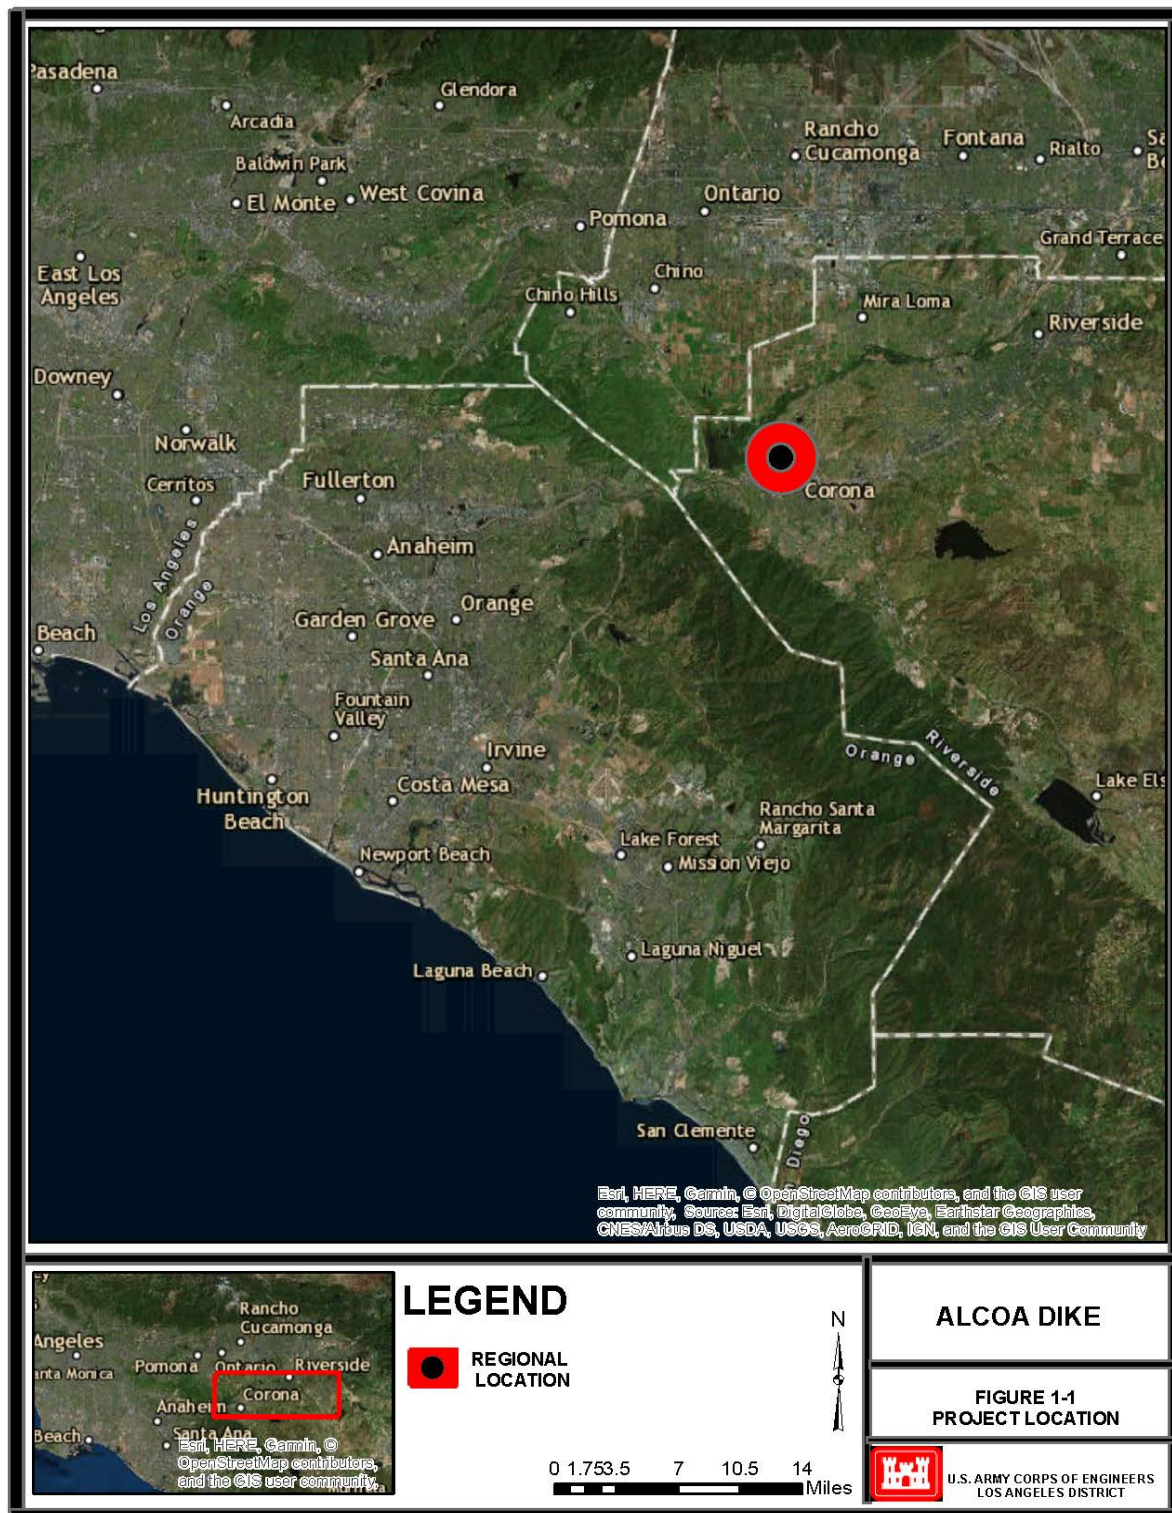 Pasadena
Glendora
Arcadia
Rancho
Cucamonga
Fontana
Rialto
Baldwin Park
El Monte
West Covina
Ontario
Pomona
Grand Terrace
East Los
Angeles
Chino
Chino Hills
Mira Loma
Riverside
Downey
Norwalk
Cerritos
Fullerton
Corona
Anaheim
Los Angeles
Orange
Orange
Garden Grove
Beach
Santa Ana
Fountain
Valley
Irvine
Orange
Riverside
Costa Mesa
Lake Els
Huntington
Beach
Rancho Santa
Margarita
Lake Forest
Newport Beach
Mission Viejo
Laguna Niguel
Laguna Beach
San Clemente
Diego
Esri, HERE, Garmin, © OpenStreetMap contributors, and the GIS user
community, Source: Esri, DigitalGlobe, GeoEye, Earthstar Geographics,
CNES/Airbus DS, USDA, USGS, AeroGRID, IGN, and the GIS User Community
Rancho
Cucamonga
Angeles
Pomona
Ontario
Riverside
anta Monica
Corona
Anaheim
Beach
Santa Ana
Esri, HERE, Garmin, ©
OpenStreetMap contributors,
and the GIS user community,
LEGEND
REGIONAL
LOCATION
N
0 1.75 3.5 7 10.5 14
Miles
ALCOA DIKE
FIGURE 1-1
PROJECT LOCATION
U.S. ARMY CORPS OF ENGINEERS
LOS ANGELES DISTRICT